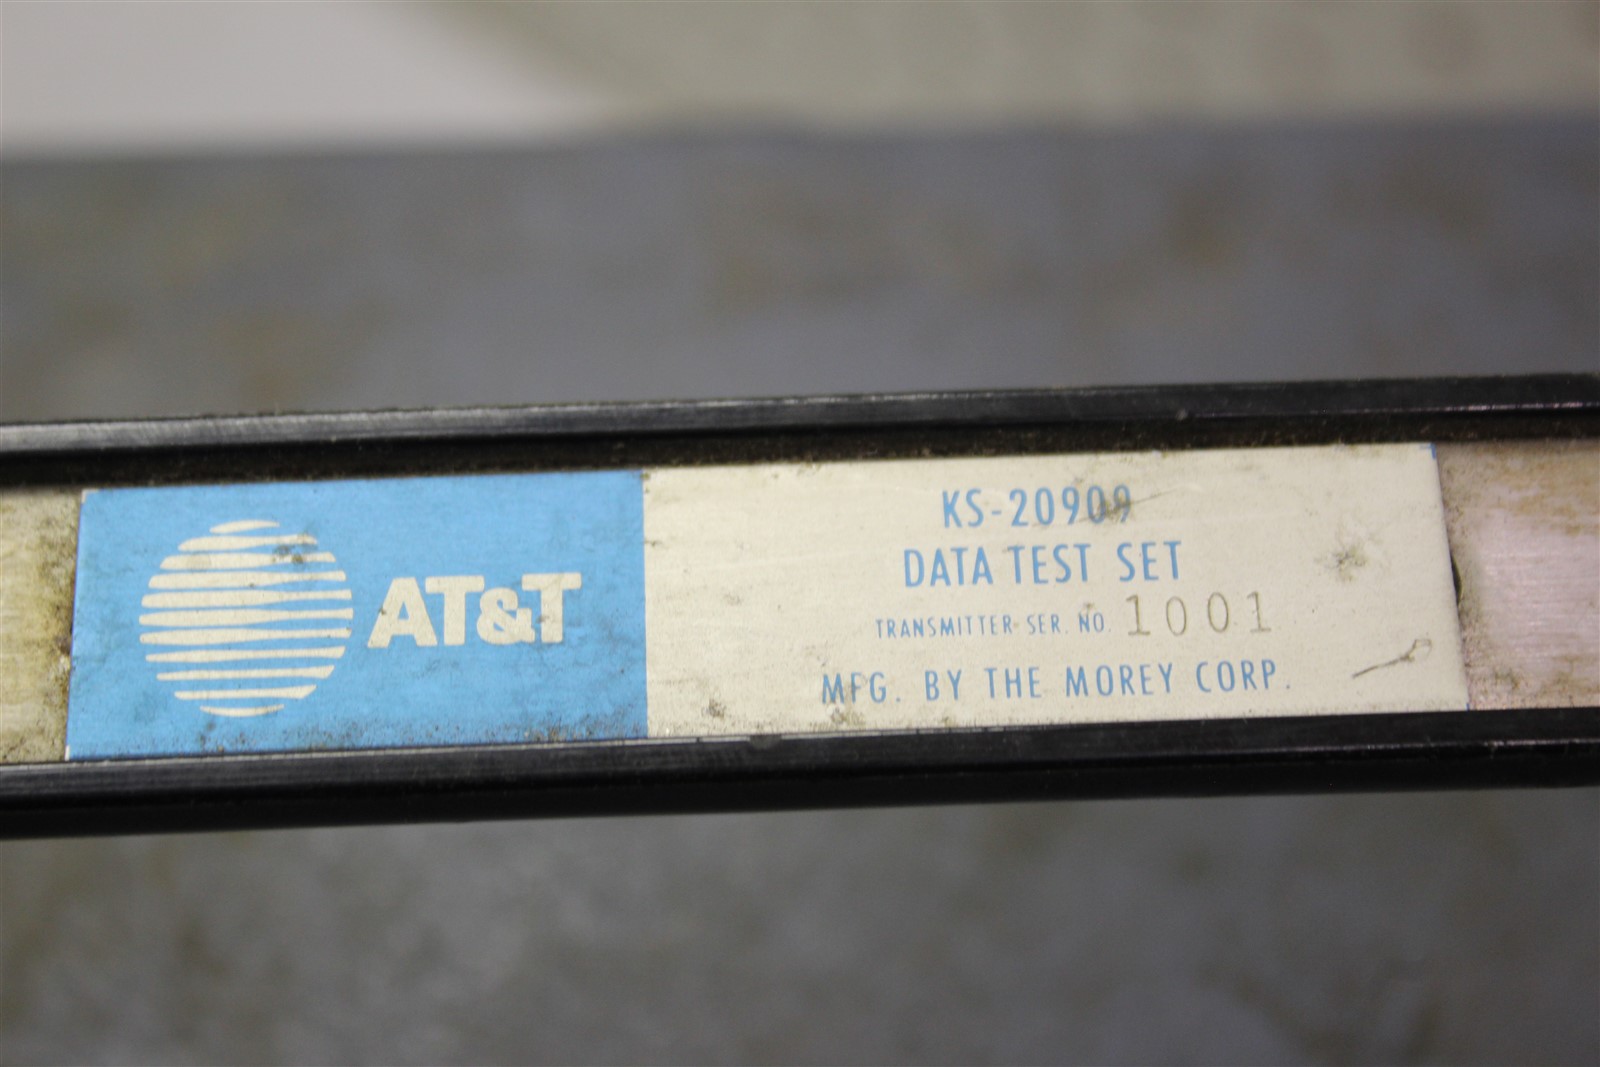 AT&T
KS-20909
DATA TEST SET
TRANSMITTER SER. NO. 1001
MFG. BY THE MOREY CORP.